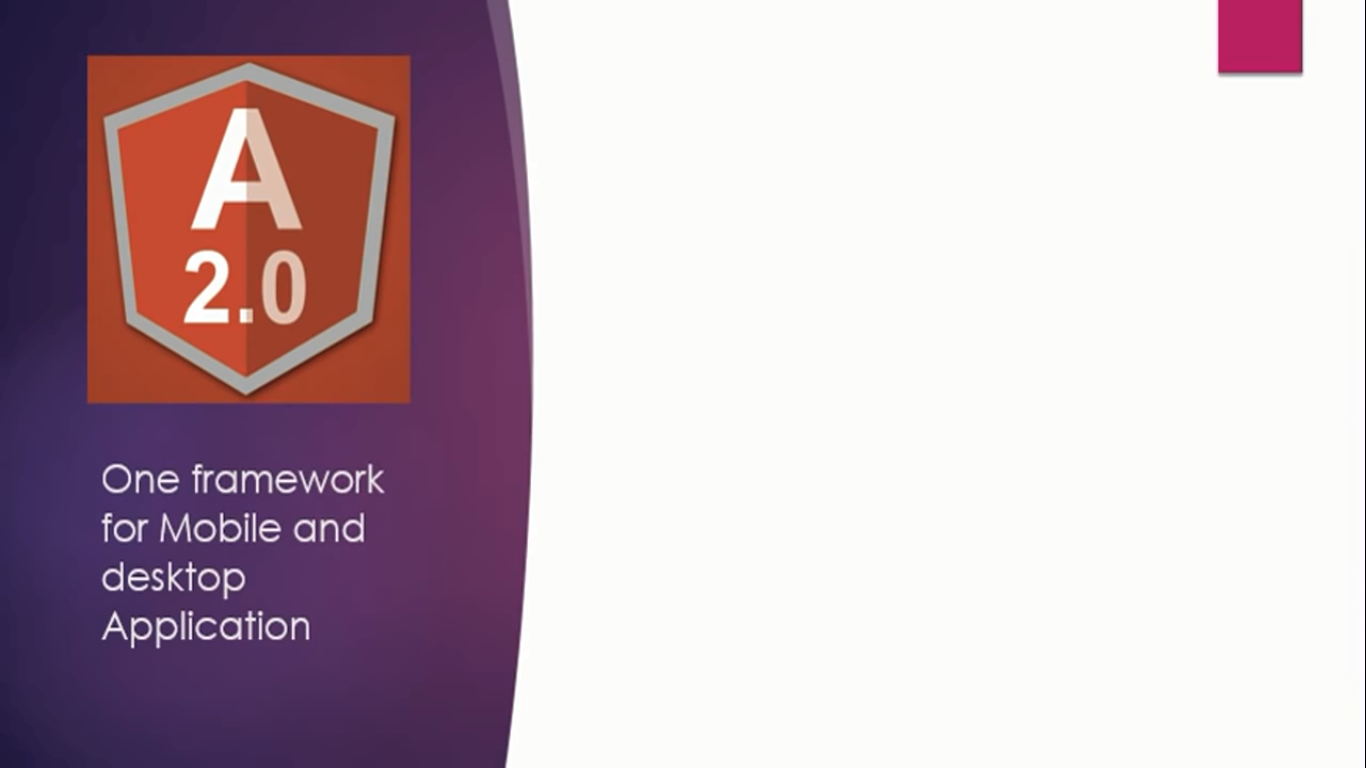 A
2.0
One framework
for Mobile and
desktop
Application